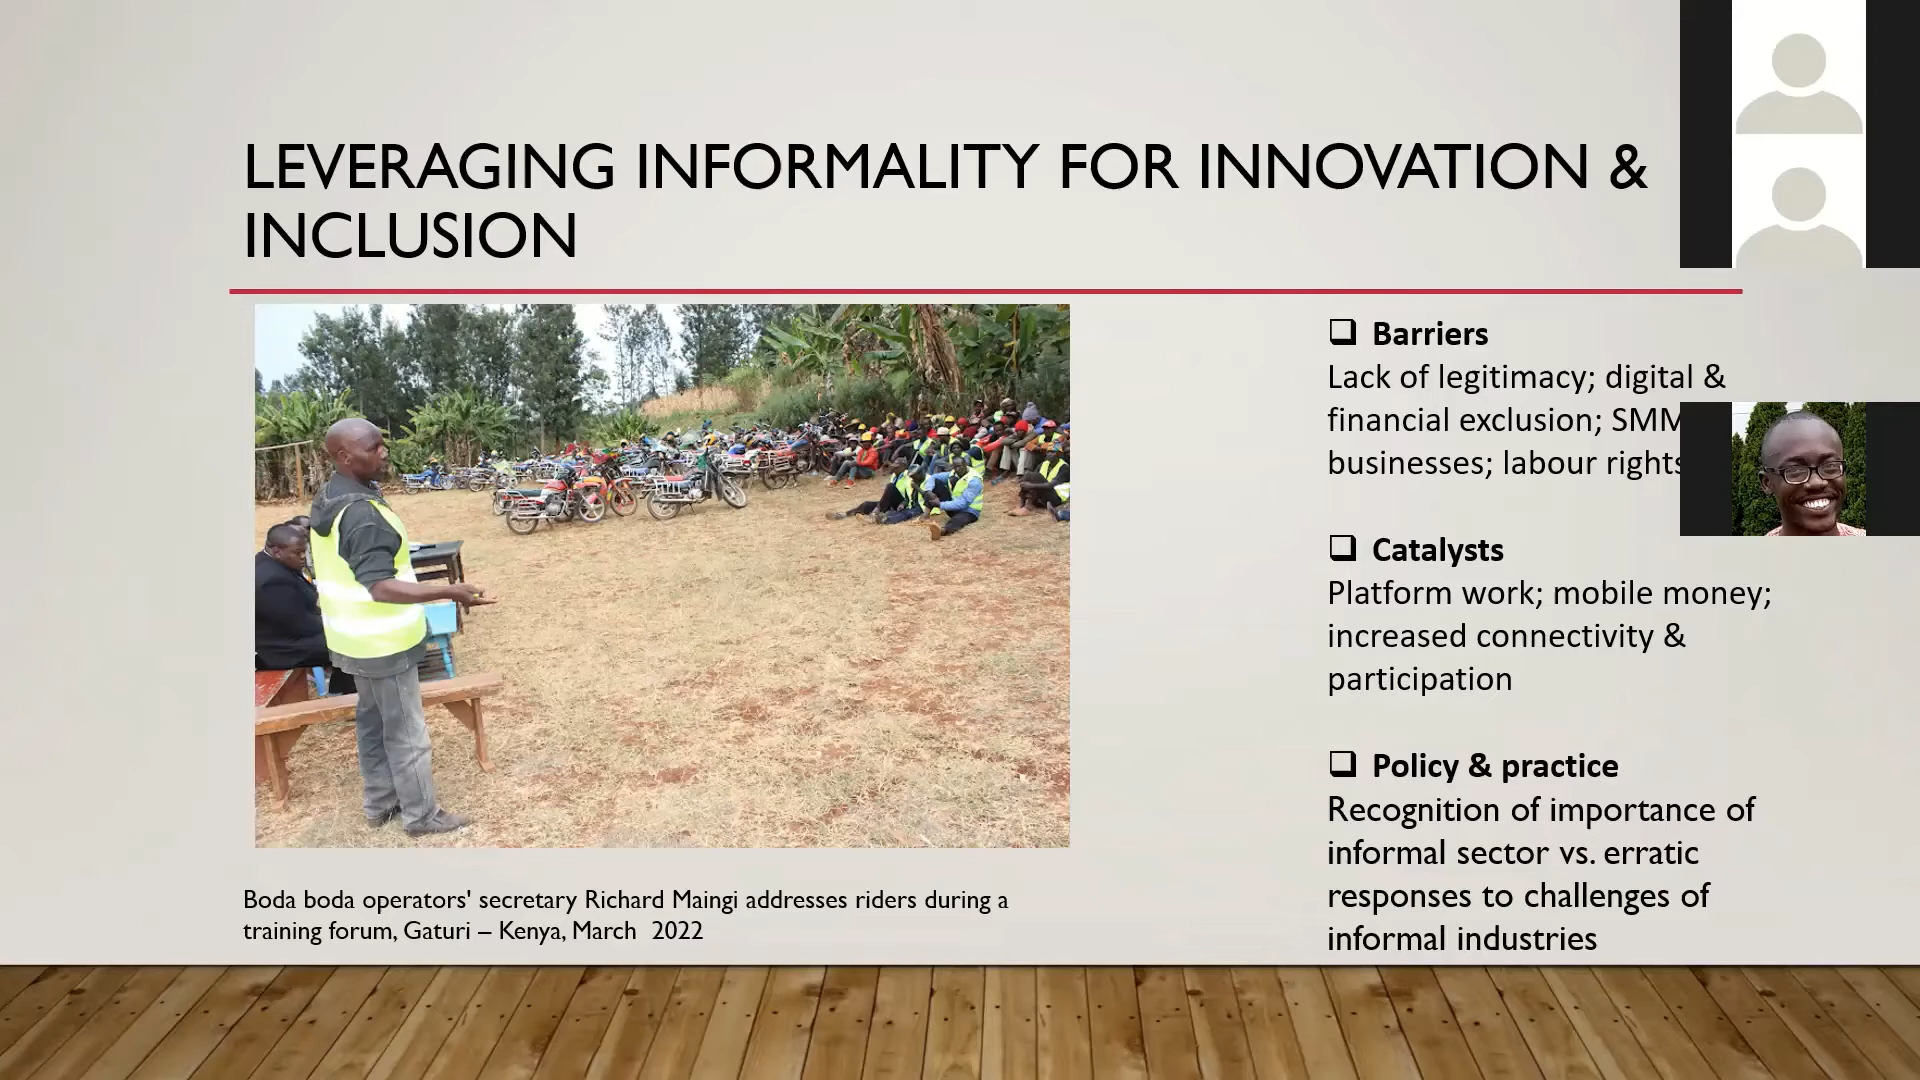 LEVERAGING INFORMALITY FOR INNOVATION &
INCLUSION
❑ Barriers
Lack of legitimacy; digital &
financial exclusion;
businesses; labour rights
❑ Catalysts
Platform work; mobile money;
increased connectivity &
participation
❑ Policy & practice
Recognition of importance of
informal sector vs. erratic
responses to challenges of
informal industries
Boda boda operators' secretary Richard Maingi addresses riders during a
training forum, Gaturi – Kenya, March 2022